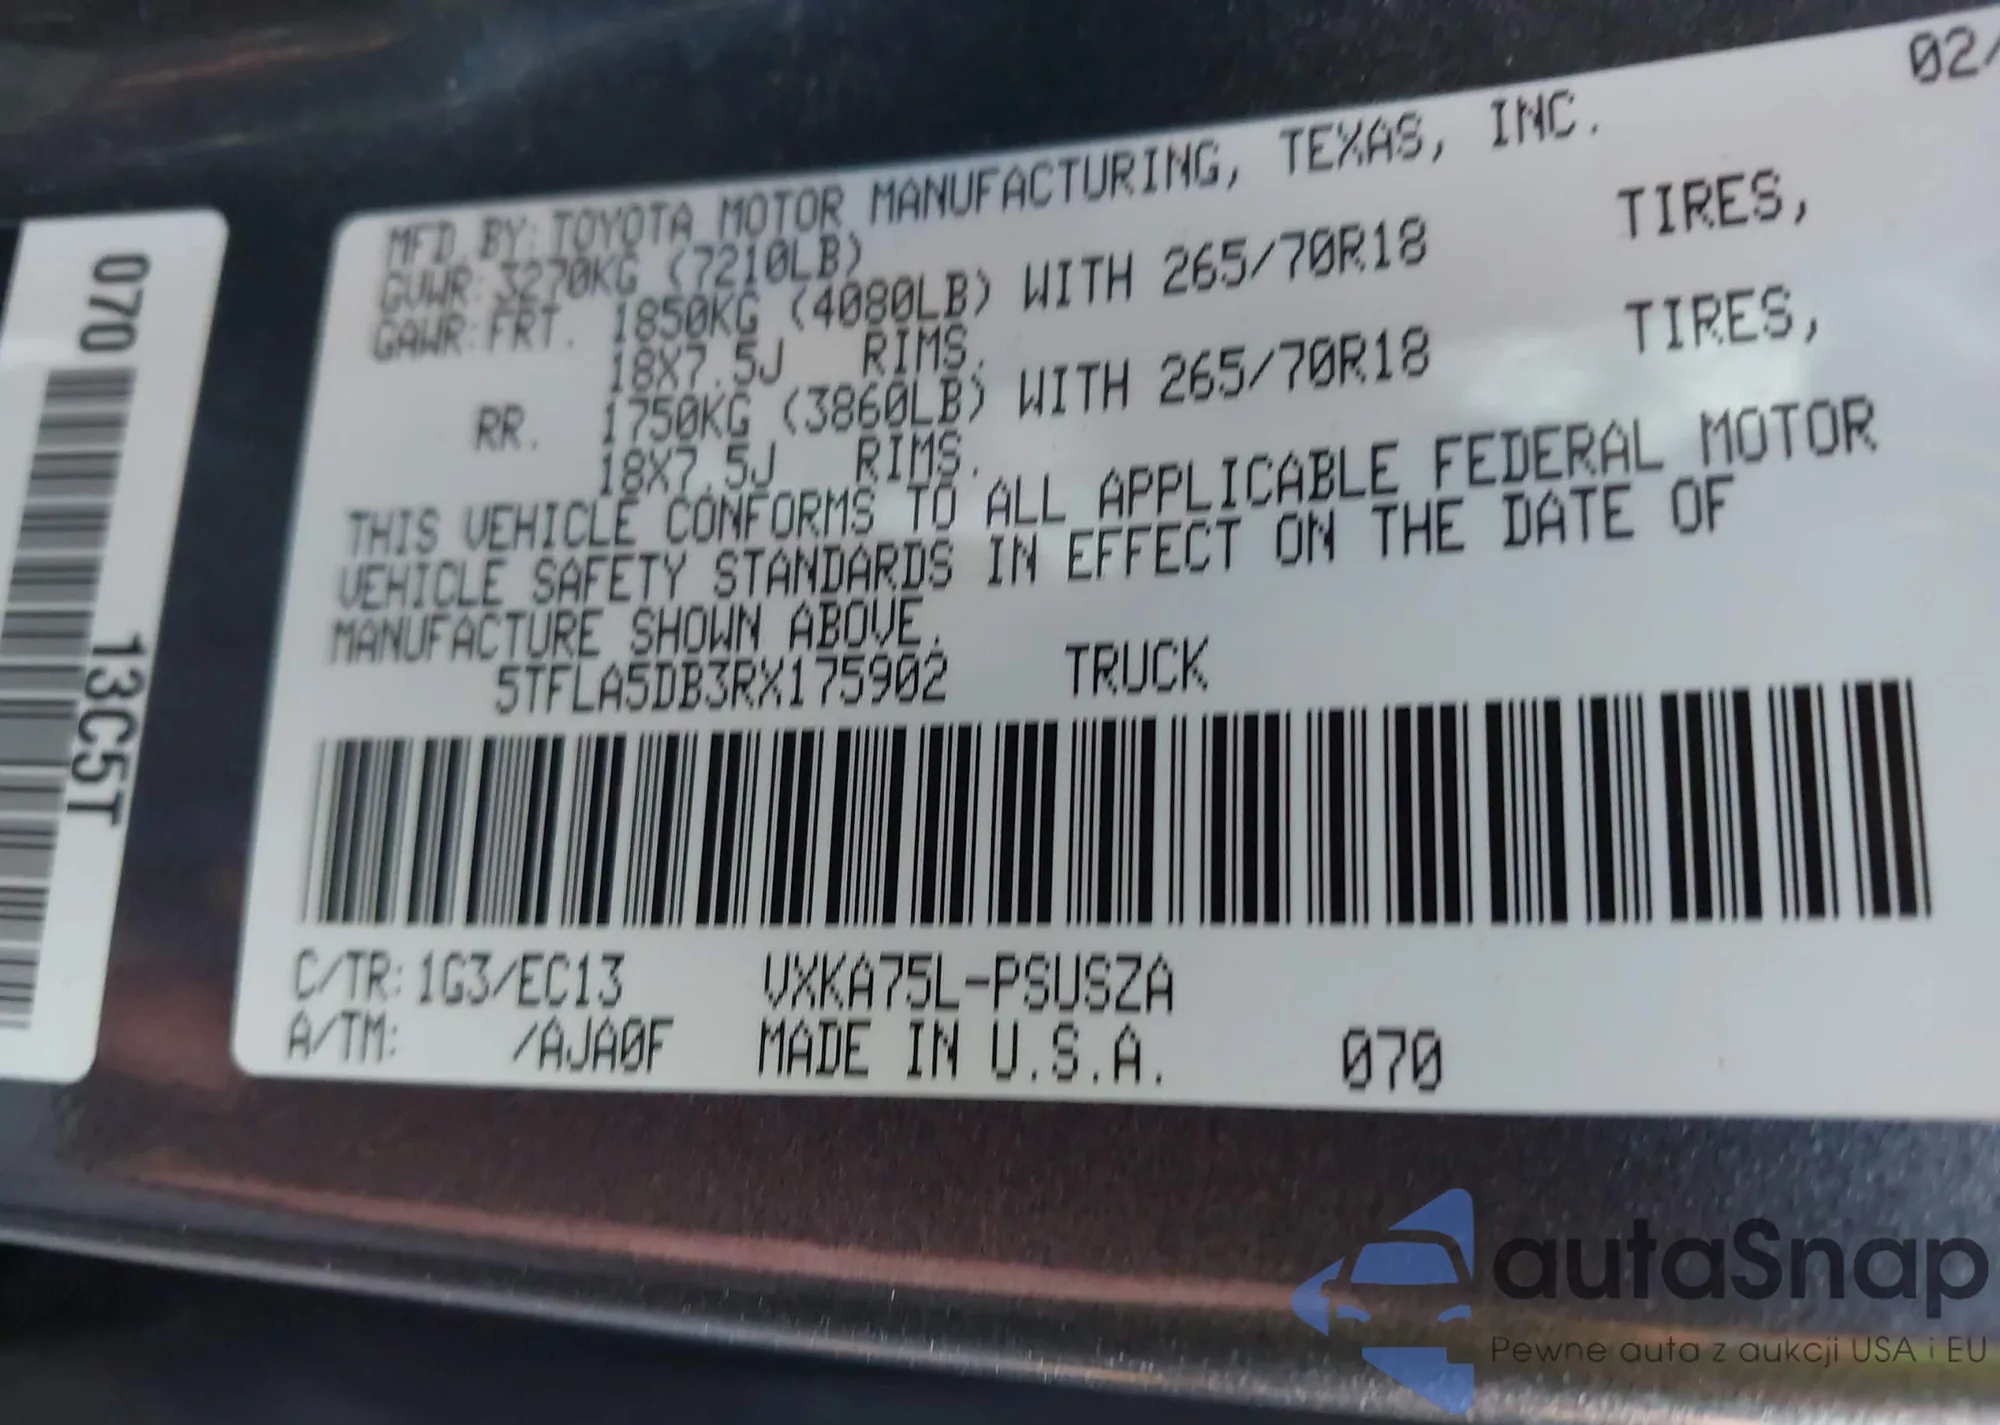 02/
MFD. BY: TOYOTA MOTOR MANUFACTURING, TEXAS, INC.
GVWR: 3270KG (7210LB)
GAWR: FRT. 1850KG (4080LB) WITH 265/70R18 TIRES,
18X7.5J RIMS.
RR. 1750KG (3860LB) WITH 265/70R18 TIRES,
18X7.5J RIMS.
THIS VEHICLE CONFORMS TO ALL APPLICABLE FEDERAL MOTOR
VEHICLE SAFETY STANDARDS IN EFFECT ON THE DATE OF
MANUFACTURE SHOWN ABOVE.
5TFLA5DB3RX175902 TRUCK
C/TR: 1G3/EC13 VXKA75L-PSUSZA
A/TM: /AJA0F MADE IN U.S.A. 070
070
13C5T
autaSnap
Pewne auta z aukcji USA i EU